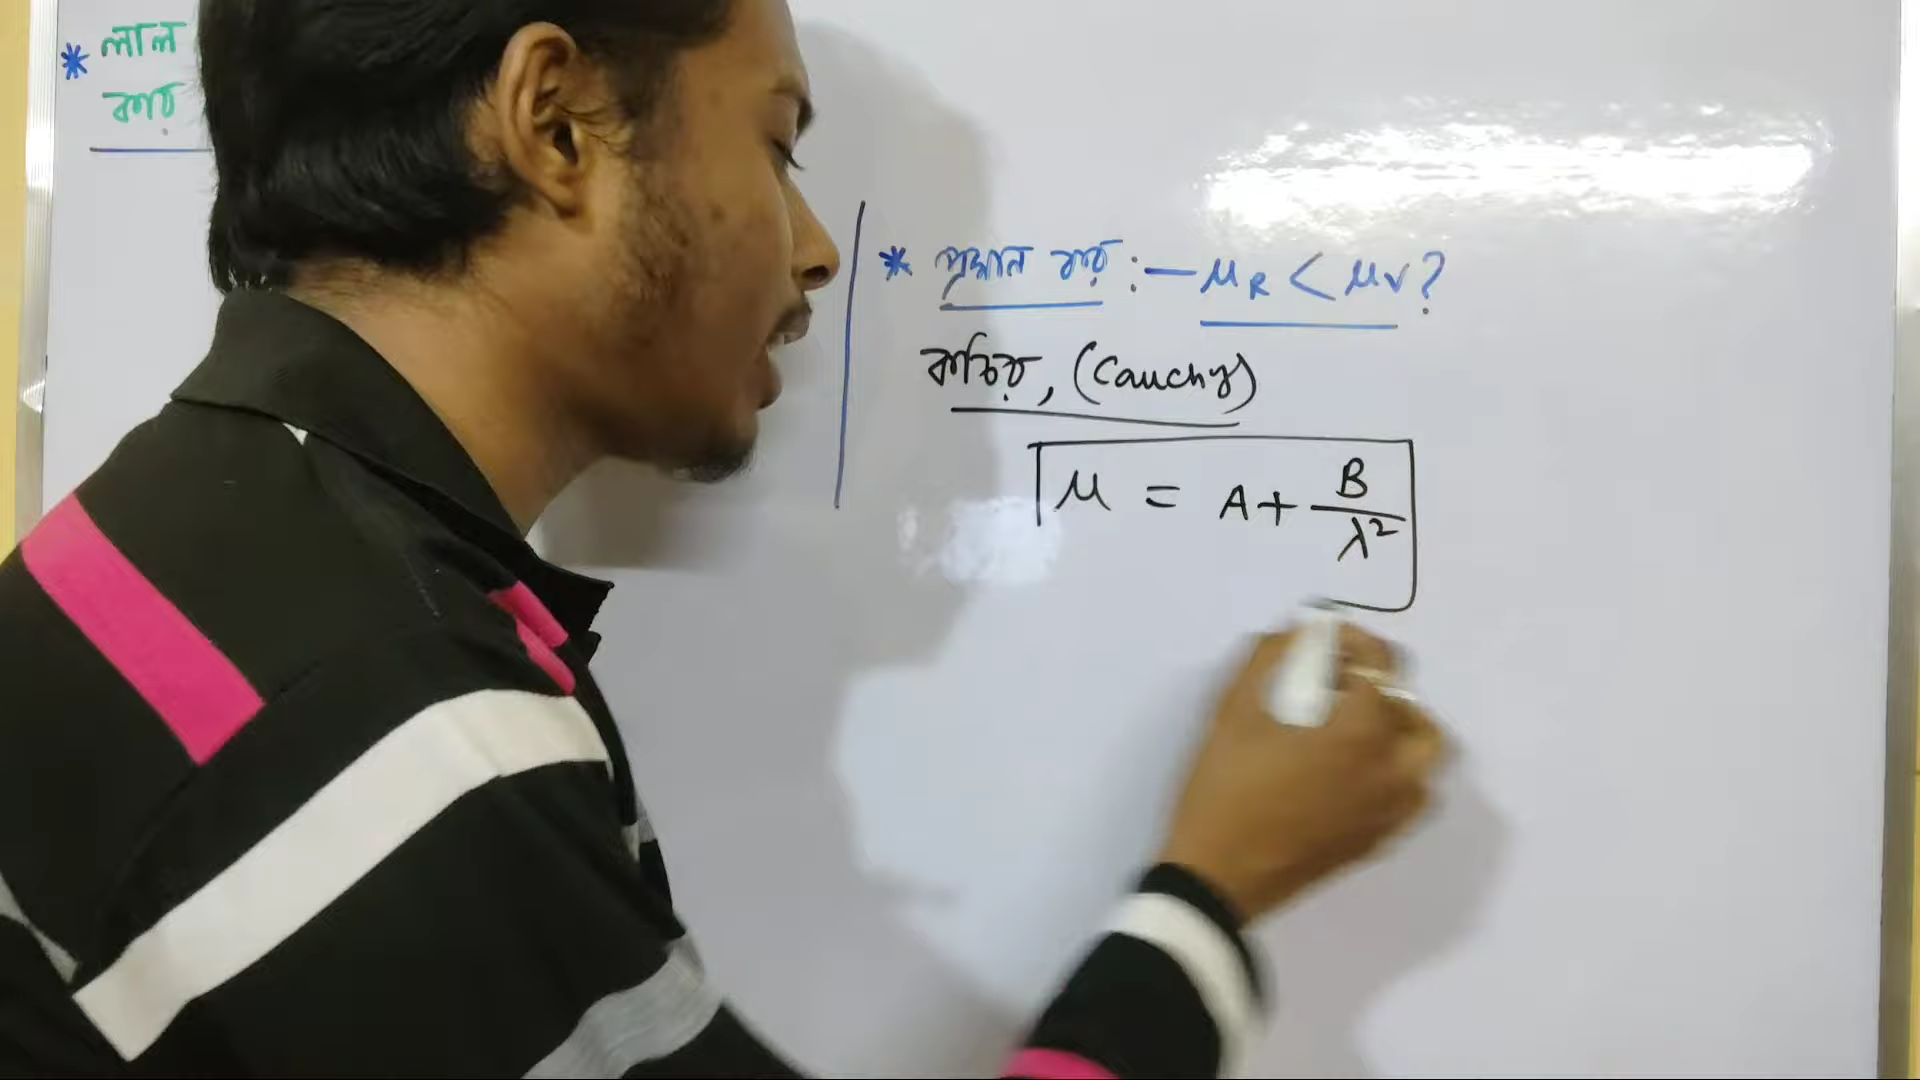 * লাল
কাচ
* প্রমাণ কর :— μR < μV ?
কচির, (Cauchy)
μ = A + B/λ²